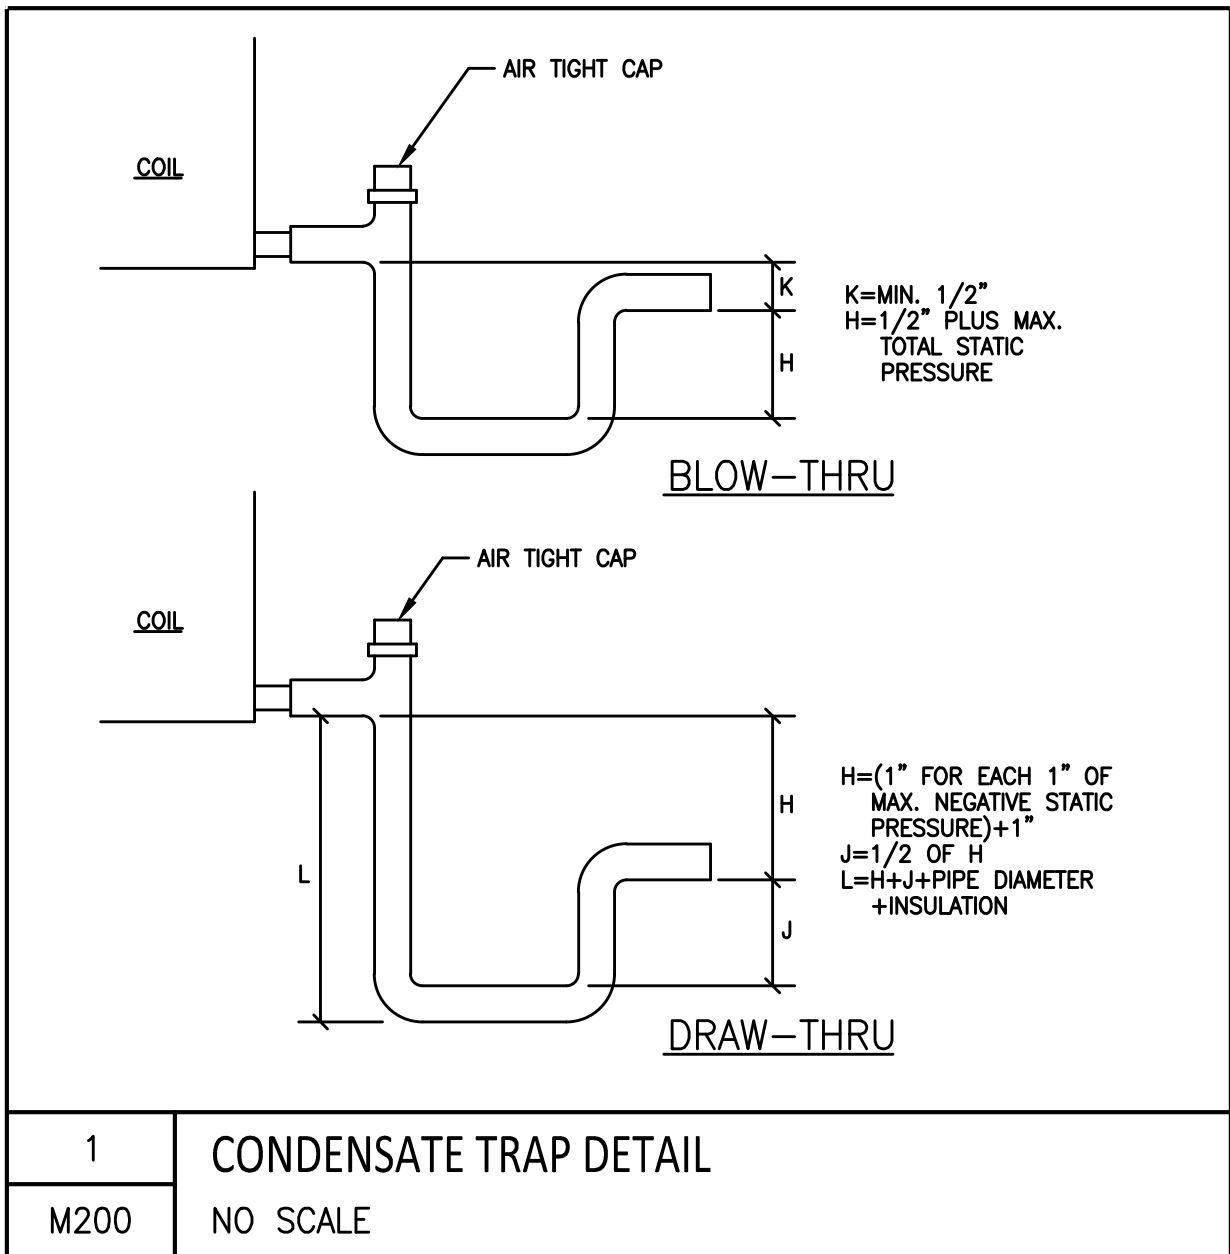 AIR TIGHT CAP
COIL
K
K=MIN. 1/2"
H=1/2" PLUS MAX.
TOTAL STATIC
PRESSURE
H
BLOW-THRU
AIR TIGHT CAP
COIL
H
H=(1" FOR EACH 1" OF
MAX. NEGATIVE STATIC
PRESSURE)+1"
J=1/2 OF H
L=H+J+PIPE DIAMETER
+INSULATION
L
J
DRAW-THRU
1
CONDENSATE TRAP DETAIL
M200
NO SCALE